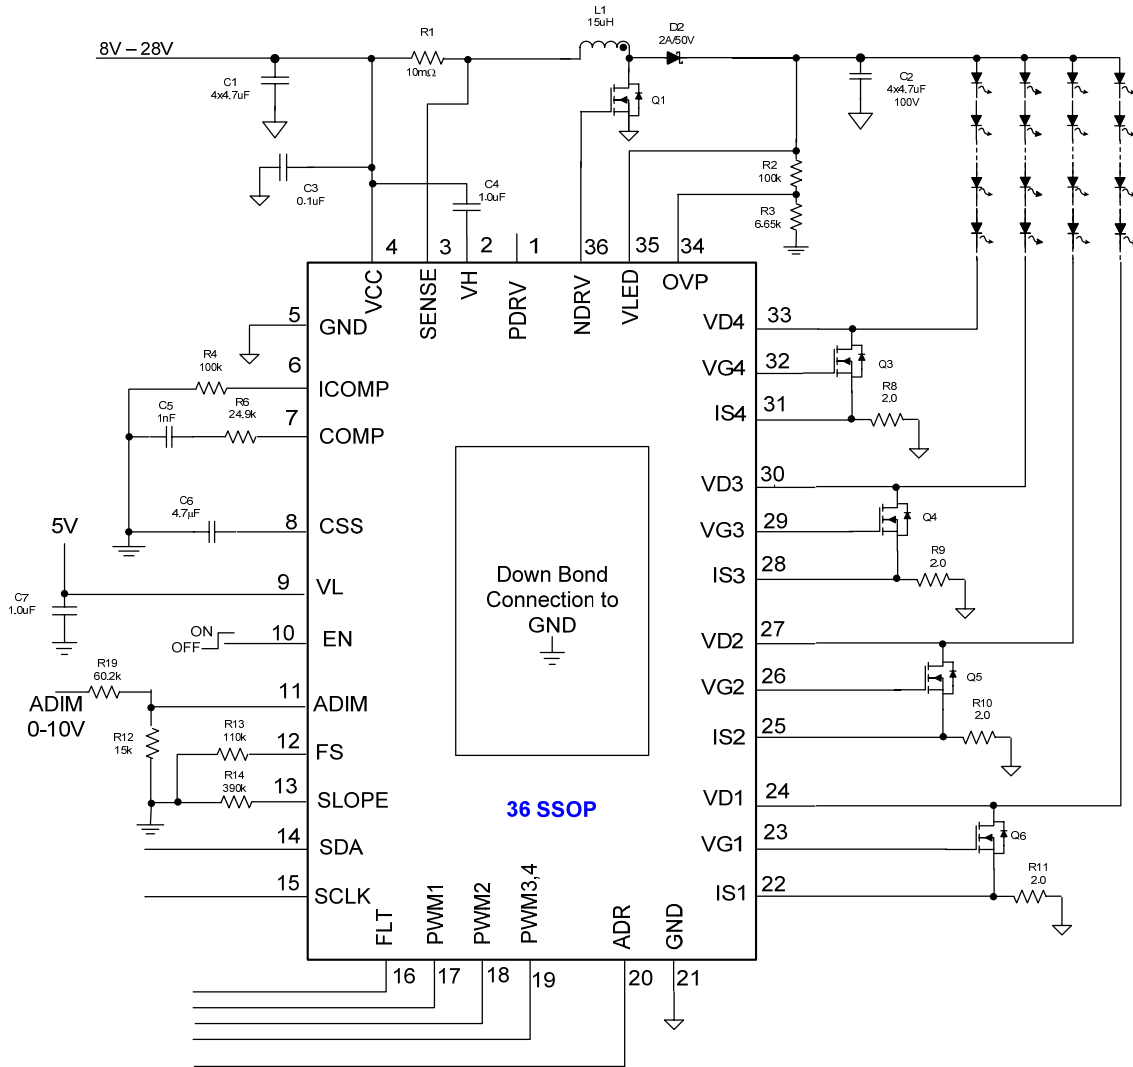 L1
15uH
D2
2A/50V
R1
10mΩ
8V – 28V
C1
4x4.7uF
C2
4x4.7uF
100V
Q1
C3
0.1uF
C4
1.0uF
R2
100k
R3
6.65k
4
3
2
1
36
35
34
VCC
SENSE
VH
PDRV
NDRV
VLED
OVP
5
GND
R4
100k
6
ICOMP
C5
1nF
R6
24.9k
7
COMP
C6
4.7µF
8
CSS
5V
9
VL
C7
1.0uF
ON
OFF
10
EN
R19
60.2k
ADIM
0-10V
11
ADIM
R12
15k
R13
110k
12
FS
R14
390k
13
SLOPE
14
SDA
15
SCLK
Down Bond
Connection to
GND
36 SSOP
VD4
33
Q3
VG4
32
R8
2.0
IS4
31
VD3
30
Q4
VG3
29
R9
2.0
IS3
28
VD2
27
Q5
VG2
26
R10
2.0
IS2
25
VD1
24
Q6
VG1
23
R11
2.0
IS1
22
FLT
PWM1
PWM2
PWM3,4
ADR
GND
16
17
18
19
20
21